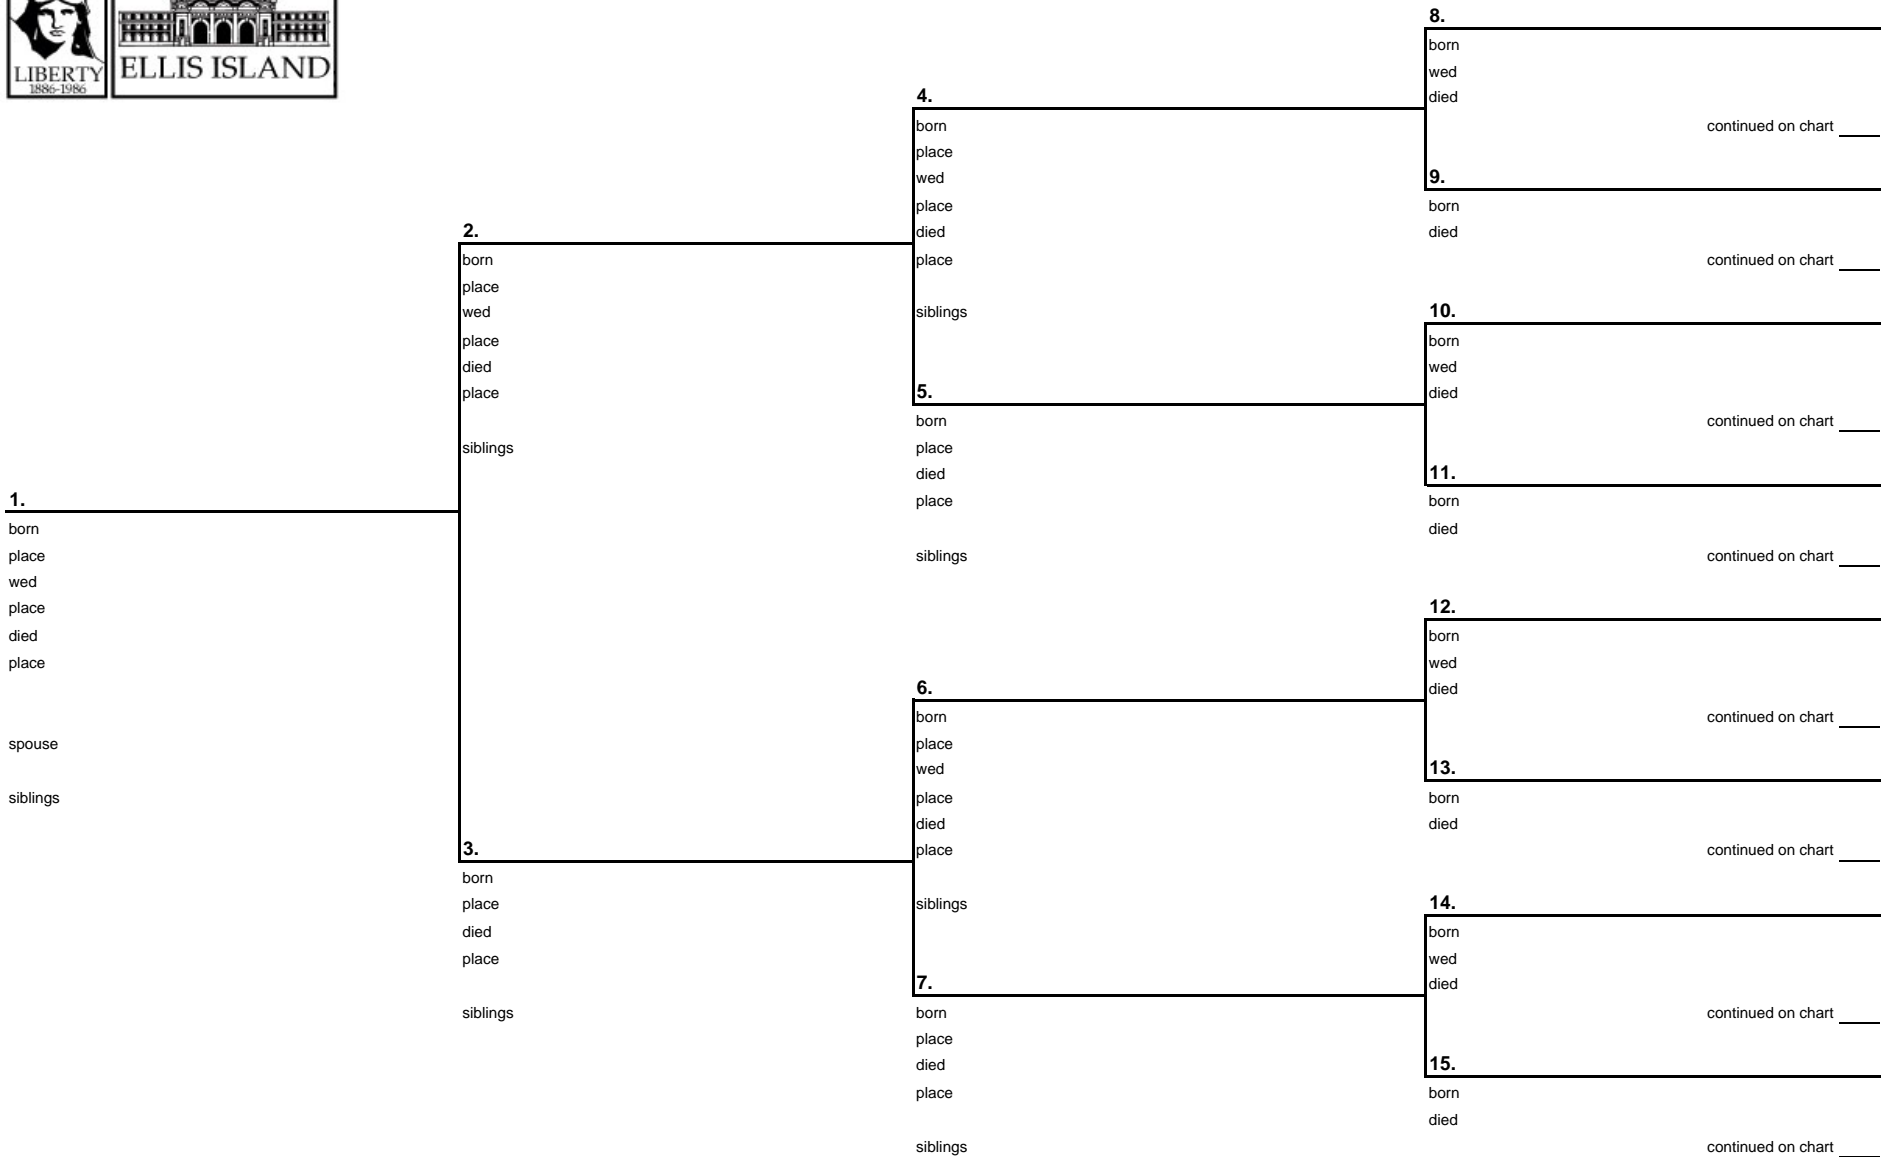 LIBERTY
1886-1986
ELLIS ISLAND
1.
born
place
wed
place
died
place
spouse
siblings
2.
born
place
wed
place
died
place
siblings
3.
born
place
died
place
siblings
4.
born
place
wed
place
died
place
siblings
5.
born
place
died
place
siblings
6.
born
place
wed
place
died
place
siblings
7.
born
place
died
place
siblings
8.
born
wed
died
continued on chart
9.
born
died
continued on chart
10.
born
wed
died
continued on chart
11.
born
died
continued on chart
12.
born
wed
died
continued on chart
13.
born
died
continued on chart
14.
born
wed
died
continued on chart
15.
born
died
continued on chart